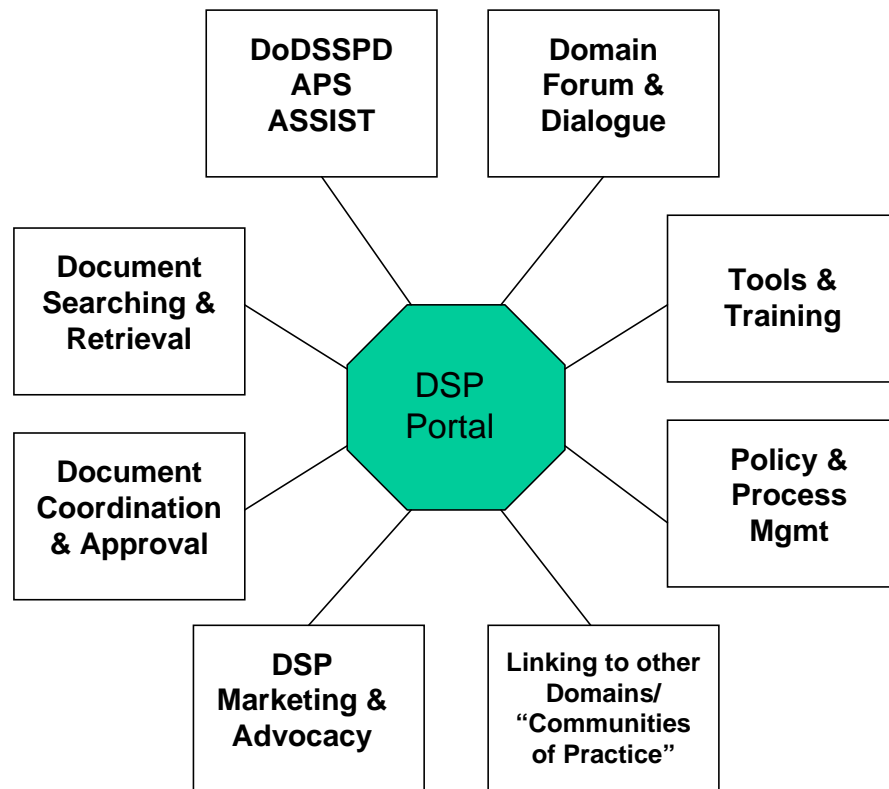 DoDSSPD
APS
ASSIST
Domain
Forum &
Dialogue
Document
Searching &
Retrieval
Tools &
Training
DSP
Portal
Document
Coordination
& Approval
Policy &
Process
Mgmt
DSP
Marketing &
Advocacy
Linking to other
Domains/
“Communities
of Practice”